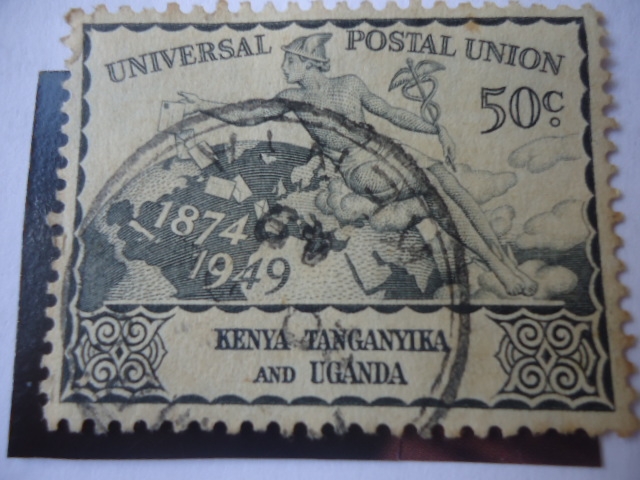 UNIVERSAL POSTAL UNION
50c.
1874
1949
KENYA TANGANYIKA
AND UGANDA